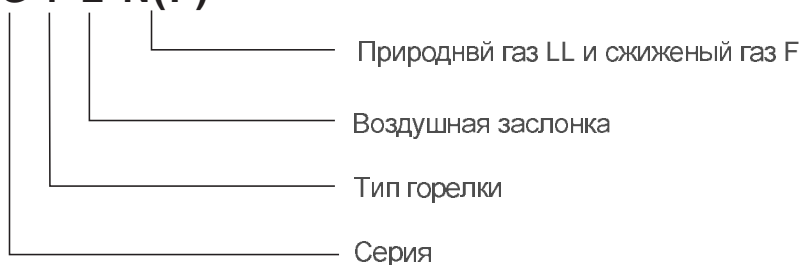 Природнвй газ LL и сжиженый газ F
Воздушная заслонка
Тип горелки
Серия